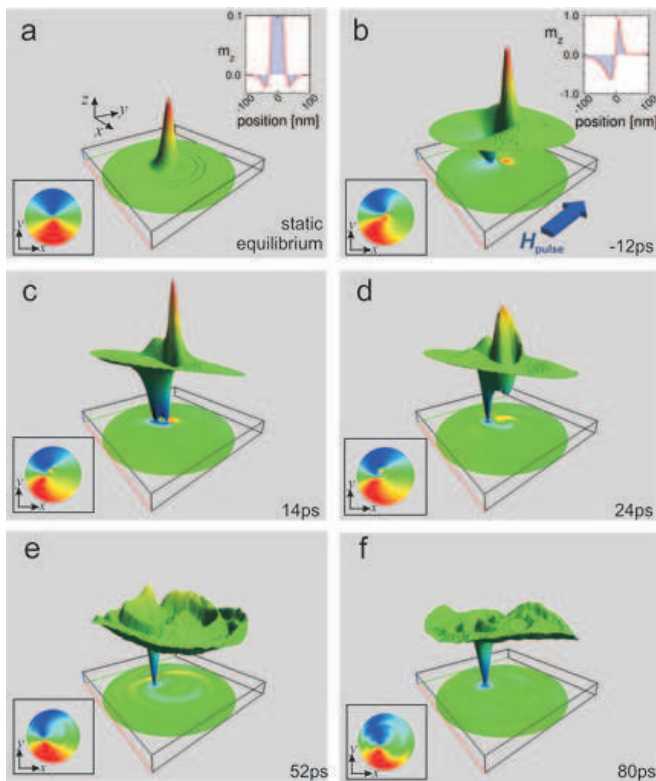 a
0.1
m_z
0.0
-100
0
100
position [nm]
z
y
x
y
x
static
equilibrium
b
1.0
m_z
0.0
-1.0
-100
0
100
position [nm]
y
x
H_pulse
-12ps
c
y
x
14ps
d
y
x
24ps
e
y
x
52ps
f
y
x
80ps